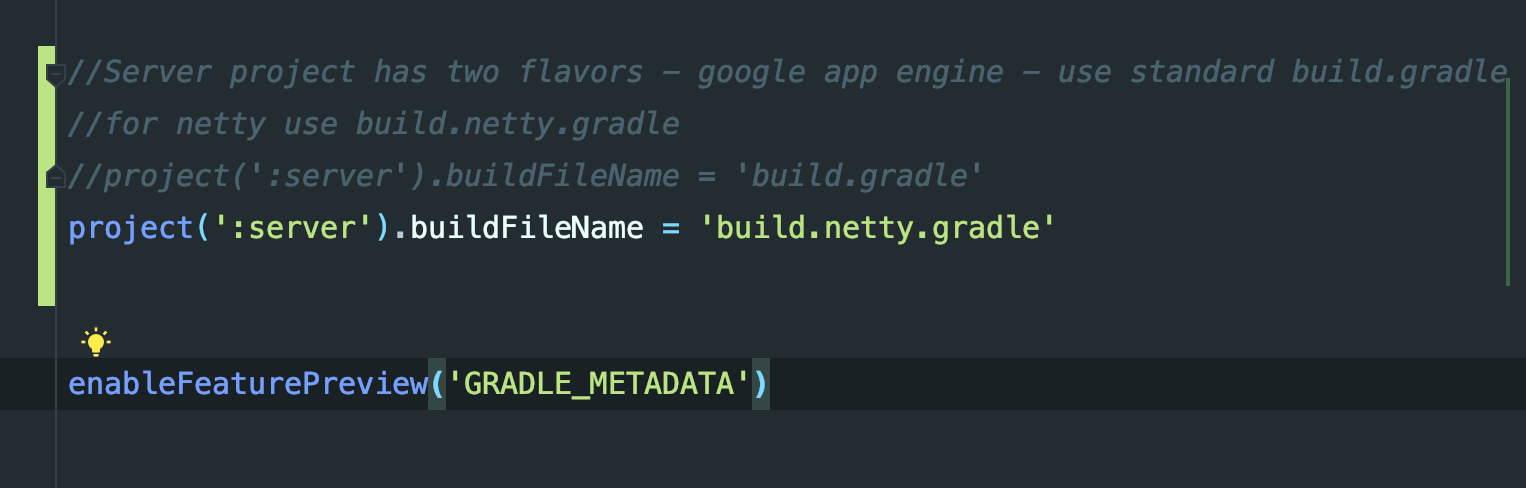 //Server project has two flavors – google app engine – use standard build.gradle
//for netty use build.netty.gradle
//project(':server').buildFileName = 'build.gradle'
project(':server').buildFileName = 'build.netty.gradle'
enableFeaturePreview('GRADLE_METADATA')